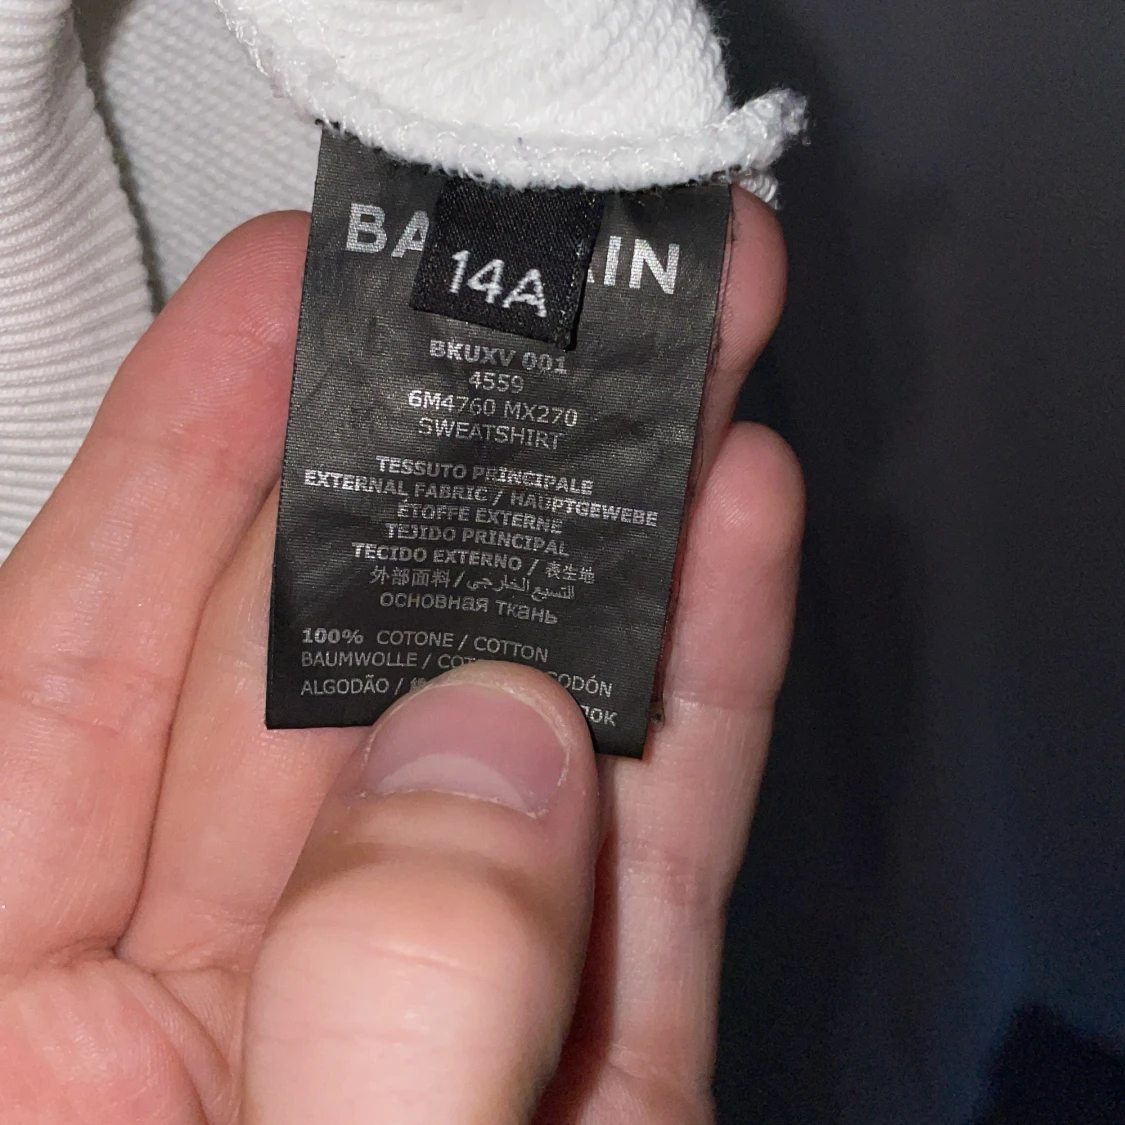 BA IN
14A
BKUXV 001
4559
6M4760 MX270
SWEATSHIRT
TESSUTO PRINCIPALE
EXTERNAL FABRIC / HAUPTGEWEBE
ÉTOFFE EXTERNE
TEJIDO PRINCIPAL
TECIDO EXTERNO / 表生地
外部面料 / النسيج الخارجي
ОСНОВНАЯ ТКАНЬ
100% COTONE / COTTON
BAUMWOLLE /
ALGODÃO /